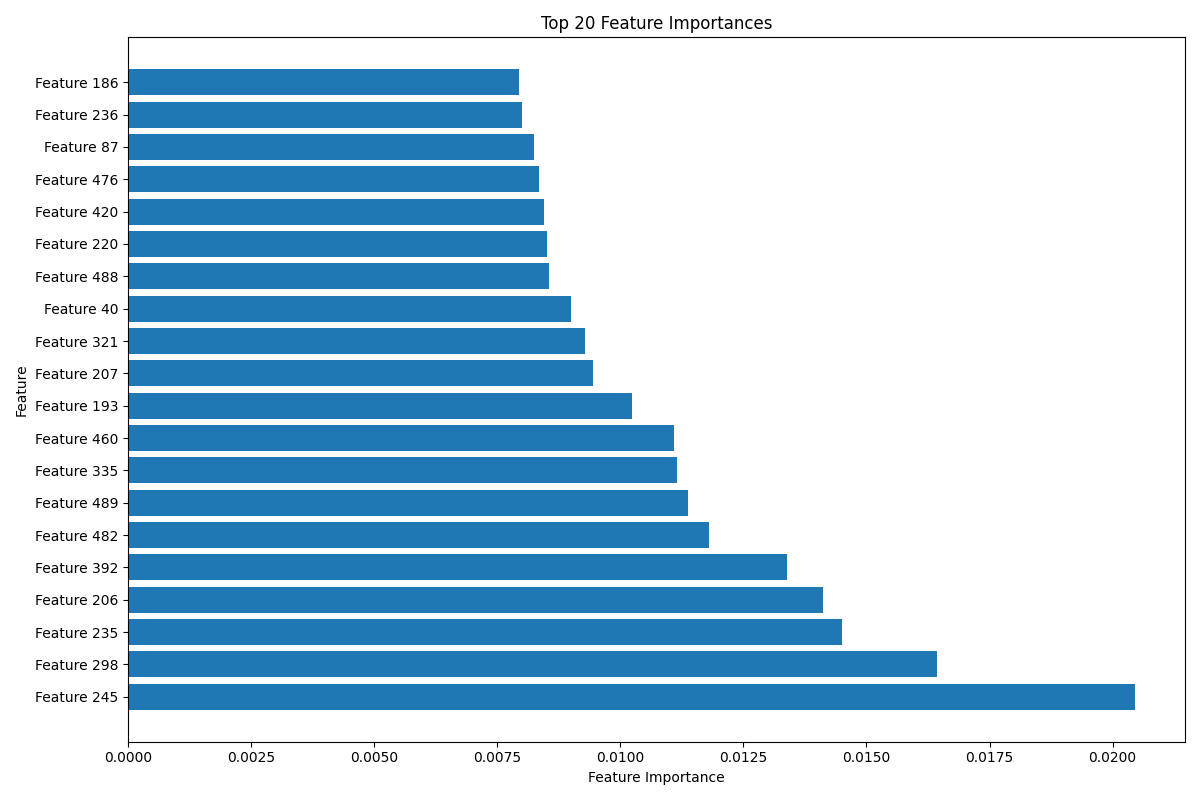 Top 20 Feature Importances
Feature
Feature 186
Feature 236
Feature 87
Feature 476
Feature 420
Feature 220
Feature 488
Feature 40
Feature 321
Feature 207
Feature 193
Feature 460
Feature 335
Feature 489
Feature 482
Feature 392
Feature 206
Feature 235
Feature 298
Feature 245
0.0000 0.0025 0.0050 0.0075 0.0100 0.0125 0.0150 0.0175 0.0200
Feature Importance